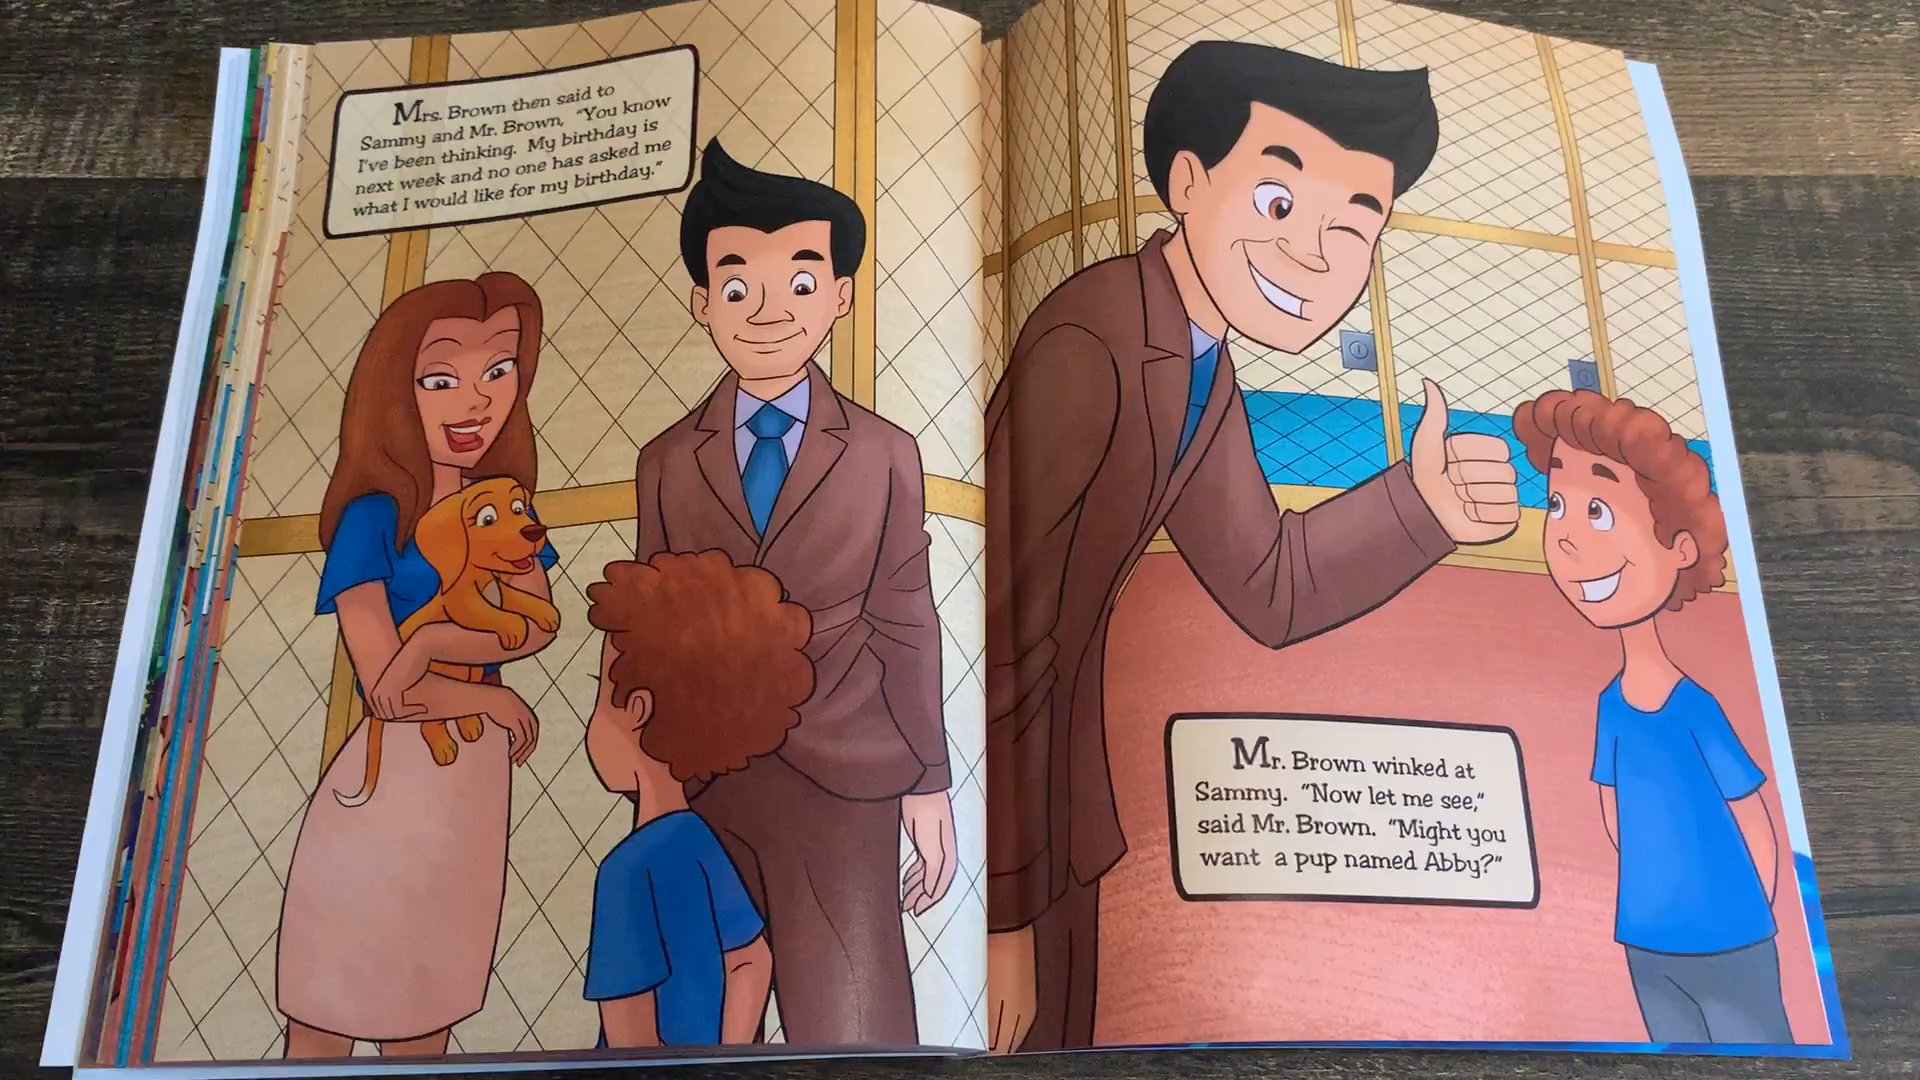 Mrs. Brown then said to
Sammy and Mr. Brown, "You know
I've been thinking. My birthday is
next week and no one has asked me
what I would like for my birthday."
Mr. Brown winked at
Sammy. "Now let me see,"
said Mr. Brown. "Might you
want a pup named Abby?"